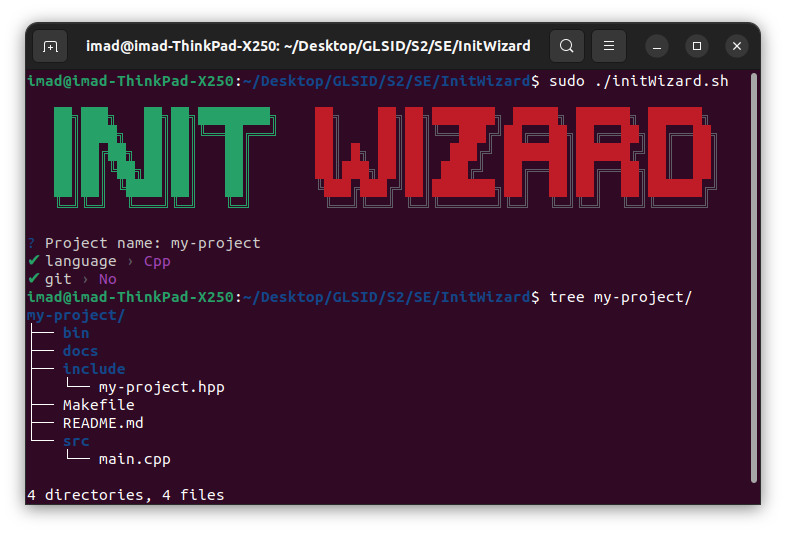 imad@imad-ThinkPad-X250: ~/Desktop/GLSID/S2/SE/InitWizard
imad@imad-ThinkPad-X250:~/Desktop/GLSID/S2/SE/InitWizard$ sudo ./initWizard.sh
INIT WIZARD
? Project name: my-project
✔ language › Cpp
✔ git › No
imad@imad-ThinkPad-X250:~/Desktop/GLSID/S2/SE/InitWizard$ tree my-project/
my-project/
├── bin
├── docs
├── include
│   └── my-project.hpp
├── Makefile
├── README.md
└── src
    └── main.cpp
4 directories, 4 files